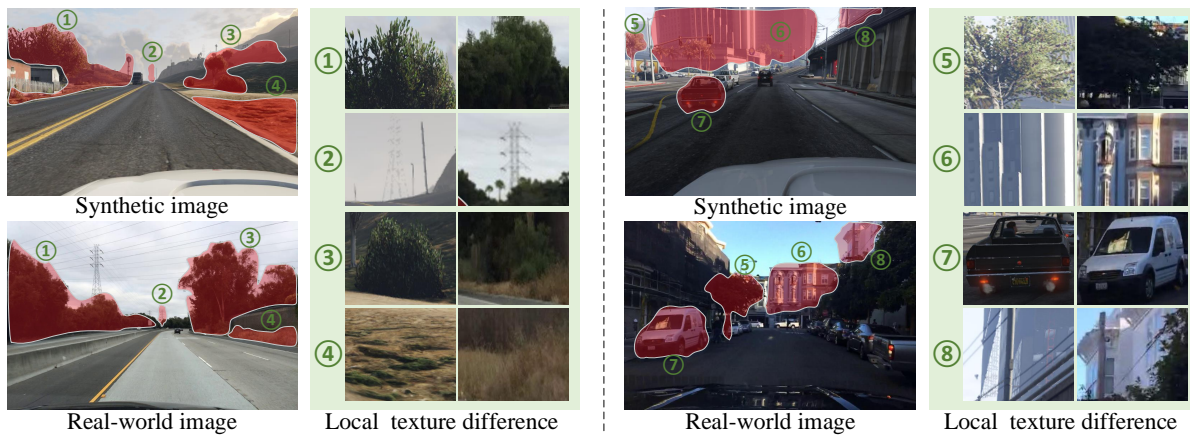 ① ② ③ ④
Synthetic image
① ② ③ ④
Real-world image
①
②
③
④
Local texture difference
⑤ ⑥ ⑦ ⑧
Synthetic image
⑤ ⑥ ⑦ ⑧
Real-world image
⑤
⑥
⑦
⑧
Local texture difference